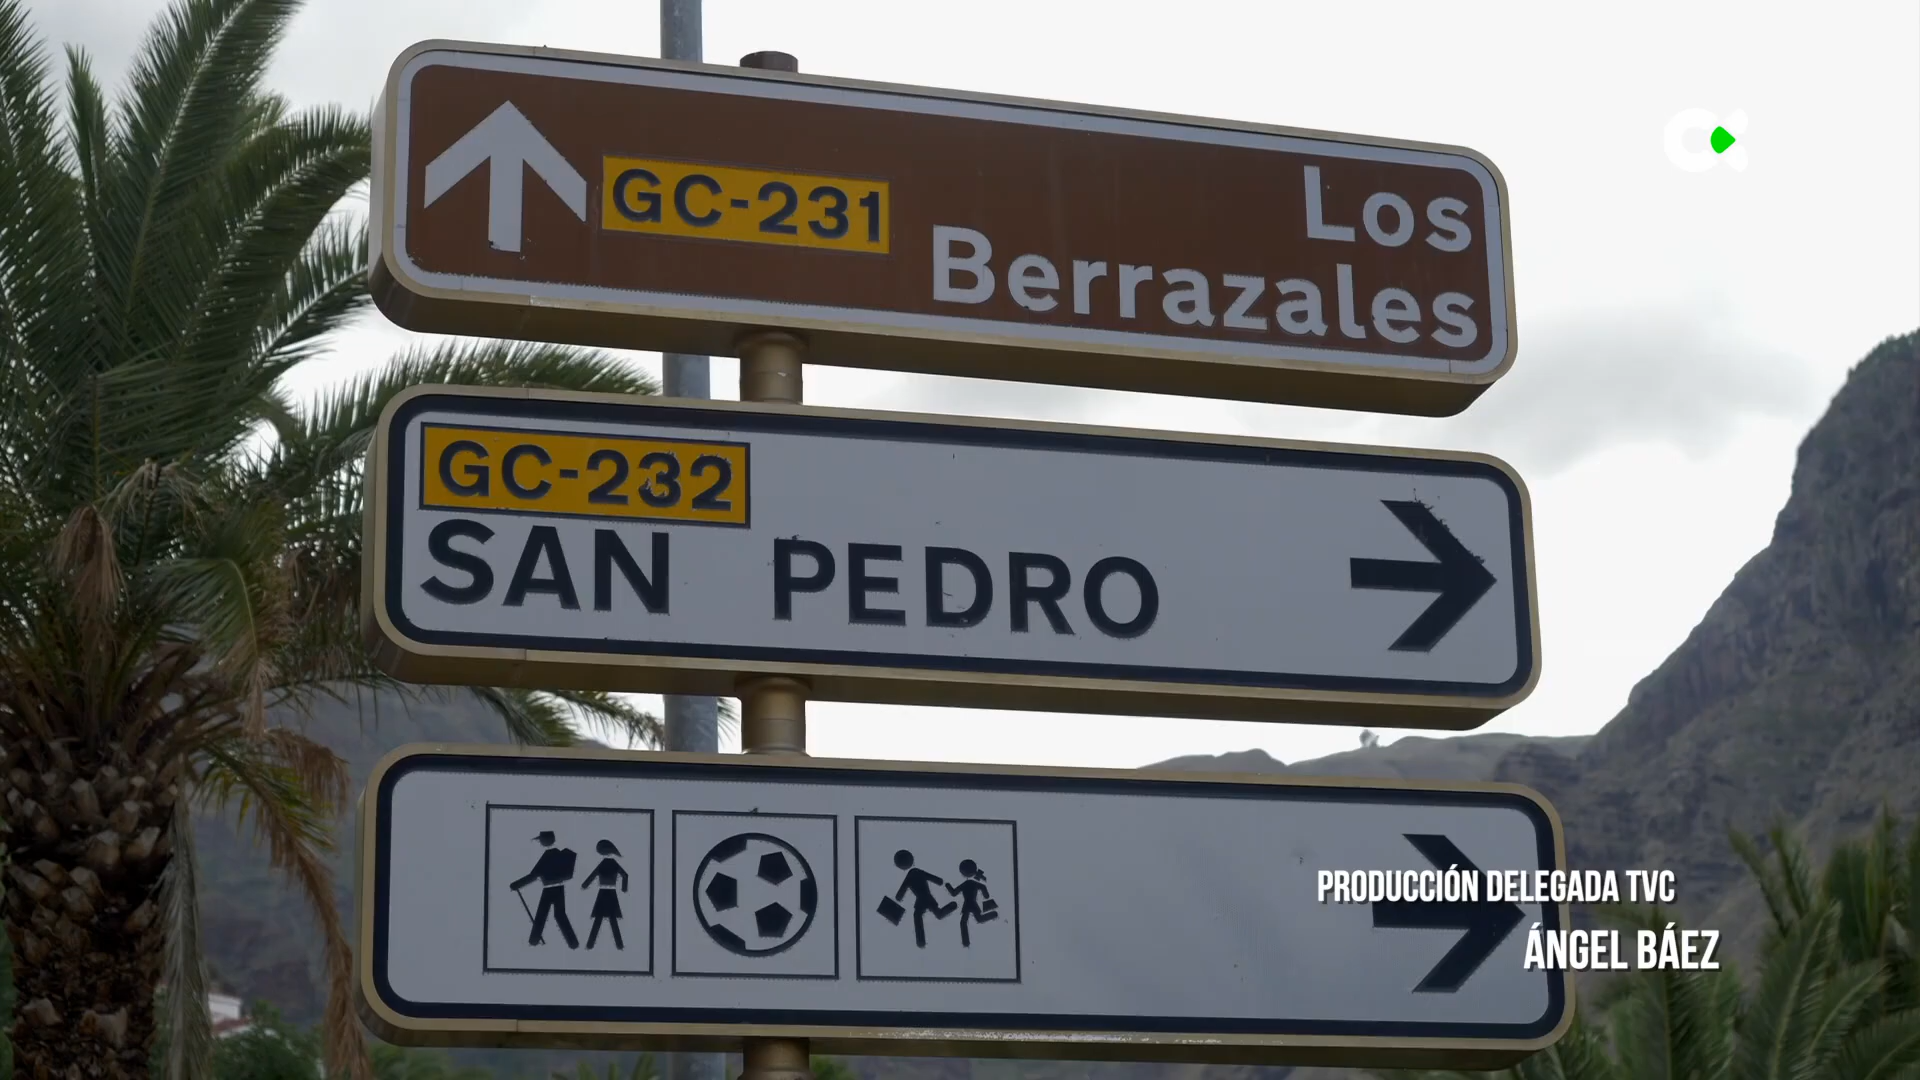 GC-231
Los
Berrazales
GC-232
SAN PEDRO
PRODUCCIÓN DELEGADA TVC
ÁNGEL BÁEZ